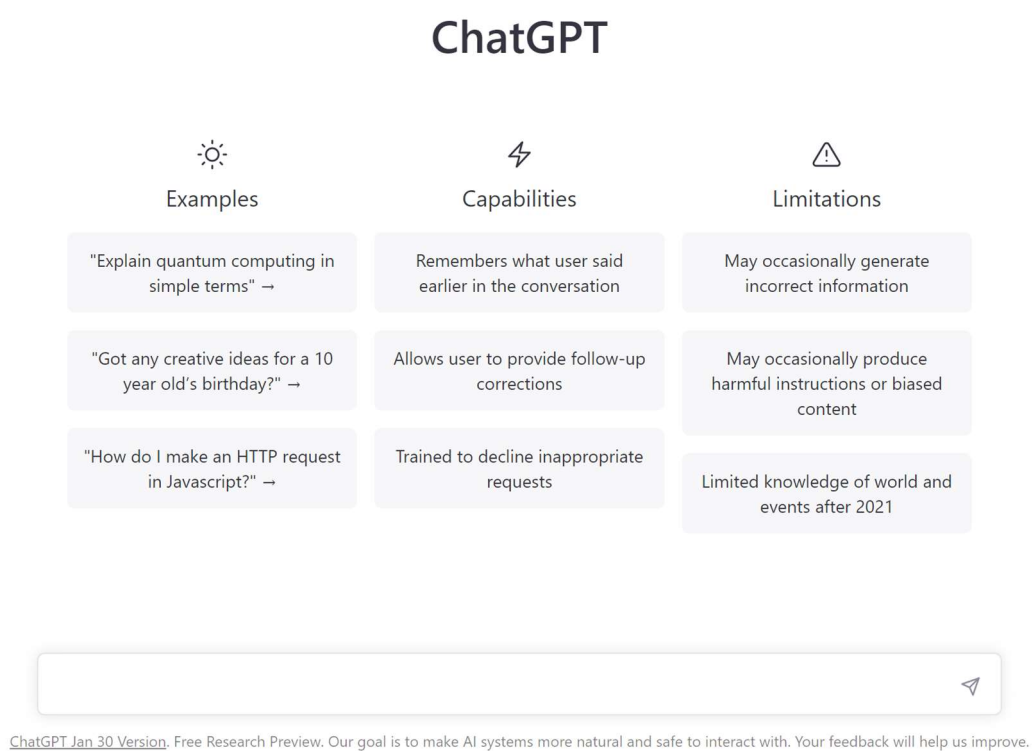 ChatGPT
Examples
"Explain quantum computing in
simple terms" →
"Got any creative ideas for a 10
year old’s birthday?" →
"How do I make an HTTP request
in Javascript?" →
Capabilities
Remembers what user said
earlier in the conversation
Allows user to provide follow-up
corrections
Trained to decline inappropriate
requests
Limitations
May occasionally generate
incorrect information
May occasionally produce
harmful instructions or biased
content
Limited knowledge of world and
events after 2021
ChatGPT Jan 30 Version. Free Research Preview. Our goal is to make AI systems more natural and safe to interact with. Your feedback will help us improve.